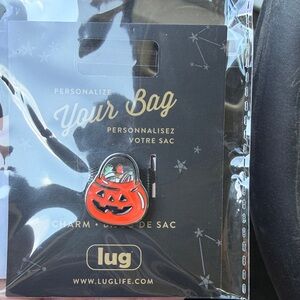 PERSONALIZE
Your Bag
PERSONNALISEZ
VOTRE SAC
CHARM • DE SAC
lug
WWW.LUGLIFE.COM